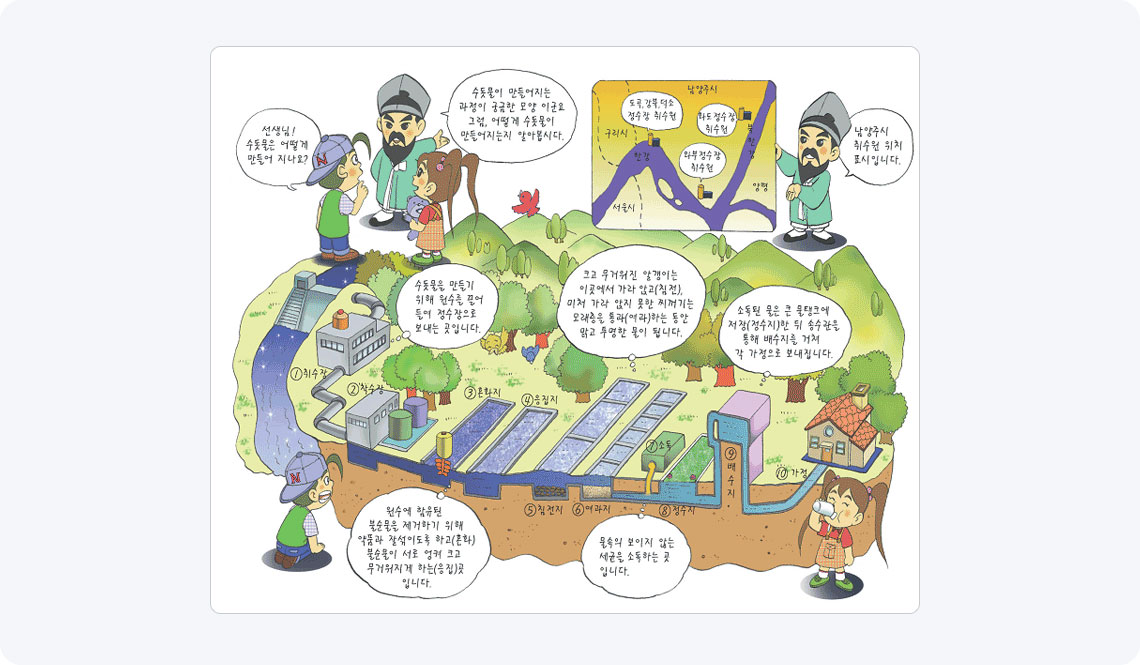 선생님!
수돗물은 어떻게
만들어 지나요?
수돗물이 만들어지는
과정이 궁금한 모양 이군요
그럼, 어떻게 수돗물이
만들어지는지 알아봅시다.
남양주시
도곡,강북,덕소
정수장 취수원
화도정수장
취수원
구리시
한강
북한강
와부정수장
취수원
양평
서울시
남양주시
취수원 위치
표시입니다.
수돗물을 만들기
위해 원수를 끌어
들여 정수장으로
보내는 곳입니다.
크고 무거워진 알갱이는
이곳에서 가라 앉고(침전),
미처 가라 앉지 못한 찌꺼기는
모래층을 통과(여과)하는 동안
맑고 투명한 물이 됩니다.
소독된 물은 큰 물탱크에
저장(정수지)한 뒤 송수관을
통해 배수지를 거쳐
각 가정으로 보내집니다.
①취수장
②착수장
③혼화지
④응집지
⑤침전지
⑥여과지
⑦소독
⑧정수지
⑨배수지
⑩가정
원수에 함유된
불순물을 제거하기 위해
약품과 잘섞이도록 하고(혼화)
불순물이 서로 엉켜 크고
무거워지게 하는(응집)곳
입니다.
물속의 보이지 않는
세균을 소독하는 곳
입니다.
N
N